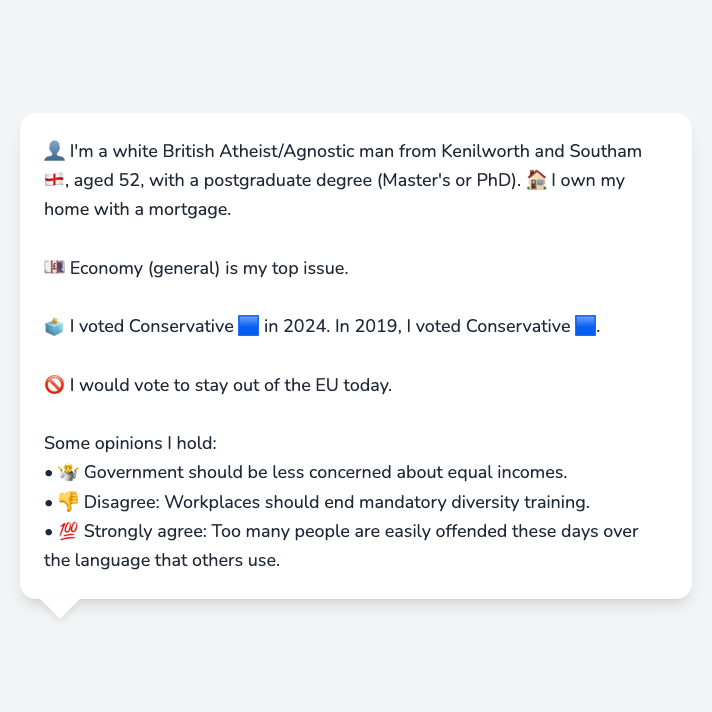 👤 I'm a white British Atheist/Agnostic man from Kenilworth and Southam
🏴󠁧󠁢󠁥󠁮󠁧󠁿, aged 52, with a postgraduate degree (Master's or PhD). 🏠 I own my
home with a mortgage.
💷 Economy (general) is my top issue.
🗳️ I voted Conservative 🟦 in 2024. In 2019, I voted Conservative 🟦.
🚫 I would vote to stay out of the EU today.
Some opinions I hold:
• 🤷 Government should be less concerned about equal incomes.
• 👎 Disagree: Workplaces should end mandatory diversity training.
• 💯 Strongly agree: Too many people are easily offended these days over
the language that others use.